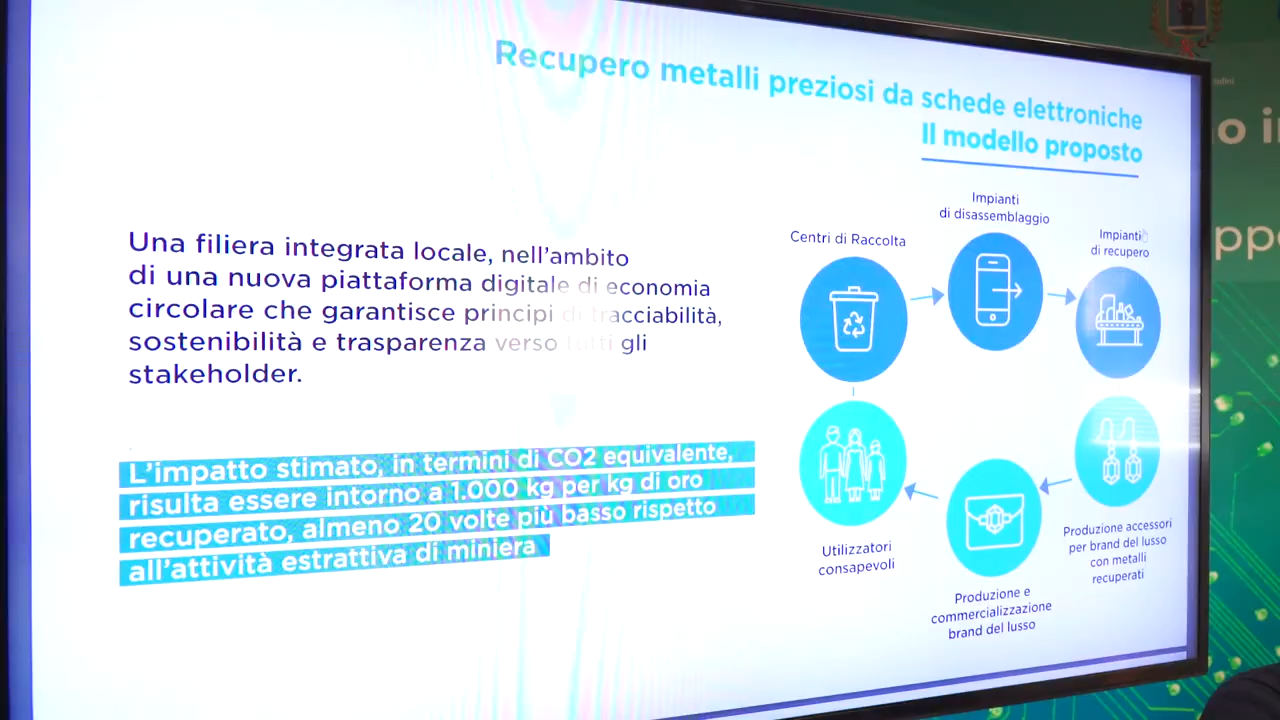 Recupero metalli preziosi da schede elettroniche
Il modello proposto
Una filiera integrata locale, nell'ambito
di una nuova piattaforma digitale di economia
circolare che garantisce principi di tracciabilità,
sostenibilità e trasparenza verso tutti gli
stakeholder.
L'impatto stimato, in termini di CO2 equivalente,
risulta essere intorno a 1.000 kg per kg di oro
recuperato, almeno 20 volte più basso rispetto
all'attività estrattiva di miniera
Centri di Raccolta
Impianti
di disassemblaggio
Impianti
di recupero
Produzione accessori
per brand del lusso
con metalli
recuperati
Produzione e
commercializzazione
brand del lusso
Utilizzatori
consapevoli